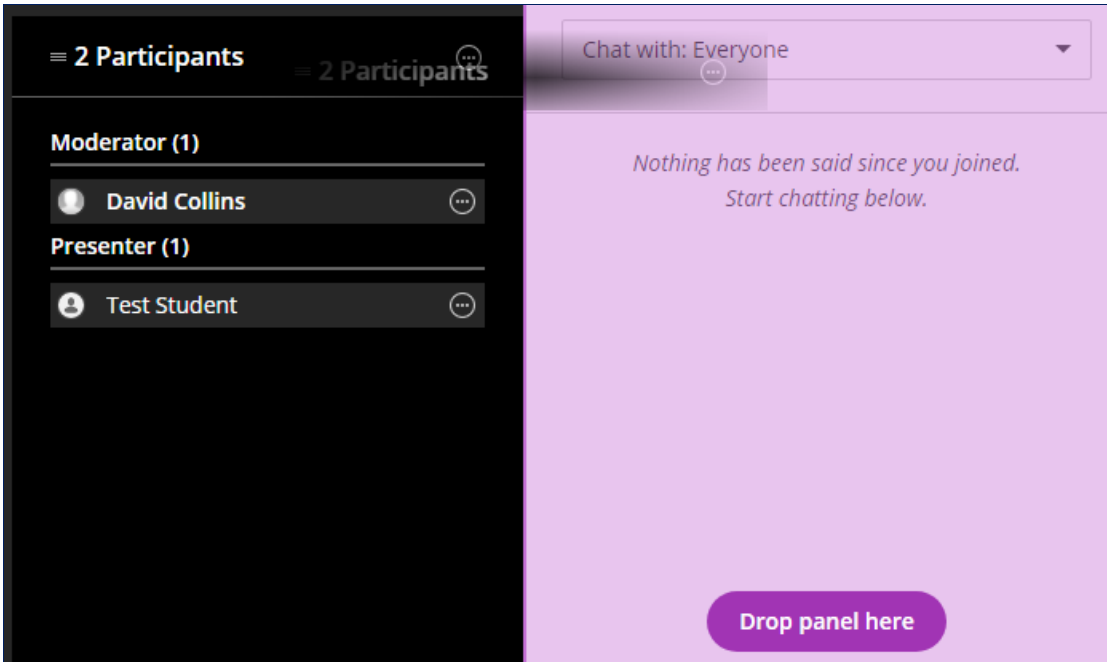 2 Participants
2 Participants
Moderator (1)
David Collins
Presenter (1)
Test Student
Chat with: Everyone
Nothing has been said since you joined.
Start chatting below.
Drop panel here